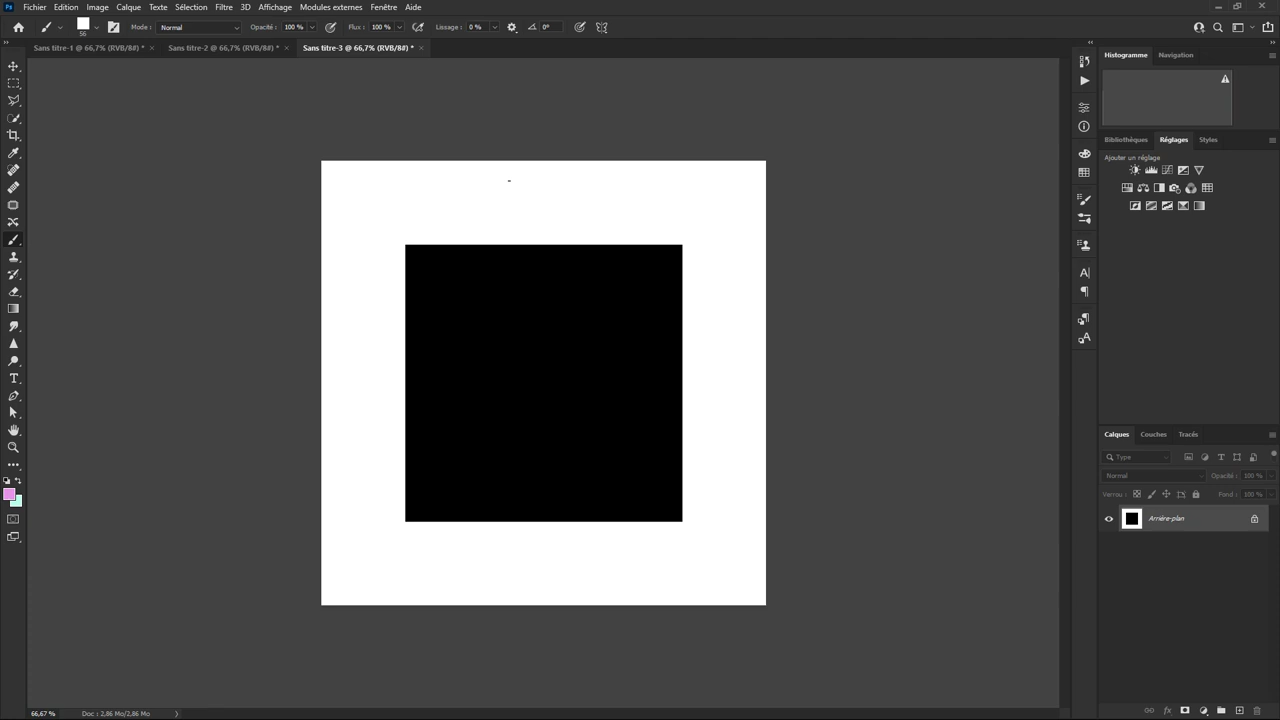 Ps Fichier Edition Image Calque Texte Sélection Filtre 3D Affichage Modules externes Fenêtre Aide
56 Mode : Normal Opacité : 100 % Flux : 100 % Lissage : 0 % 0°
Sans titre-1 @ 66,7% (RVB/8#) * × Sans titre-2 @ 66,7% (RVB/8#) * × Sans titre-3 @ 66,7% (RVB/8#) * ×
Histogramme Navigation
Bibliothèques Réglages Styles
Ajouter un réglage
Calques Couches Tracés
Type
Normal Opacité : 100 %
Verrou : Fond : 100 %
Arrière-plan
66,67 % Doc : 2,86 Mo/2,86 Mo